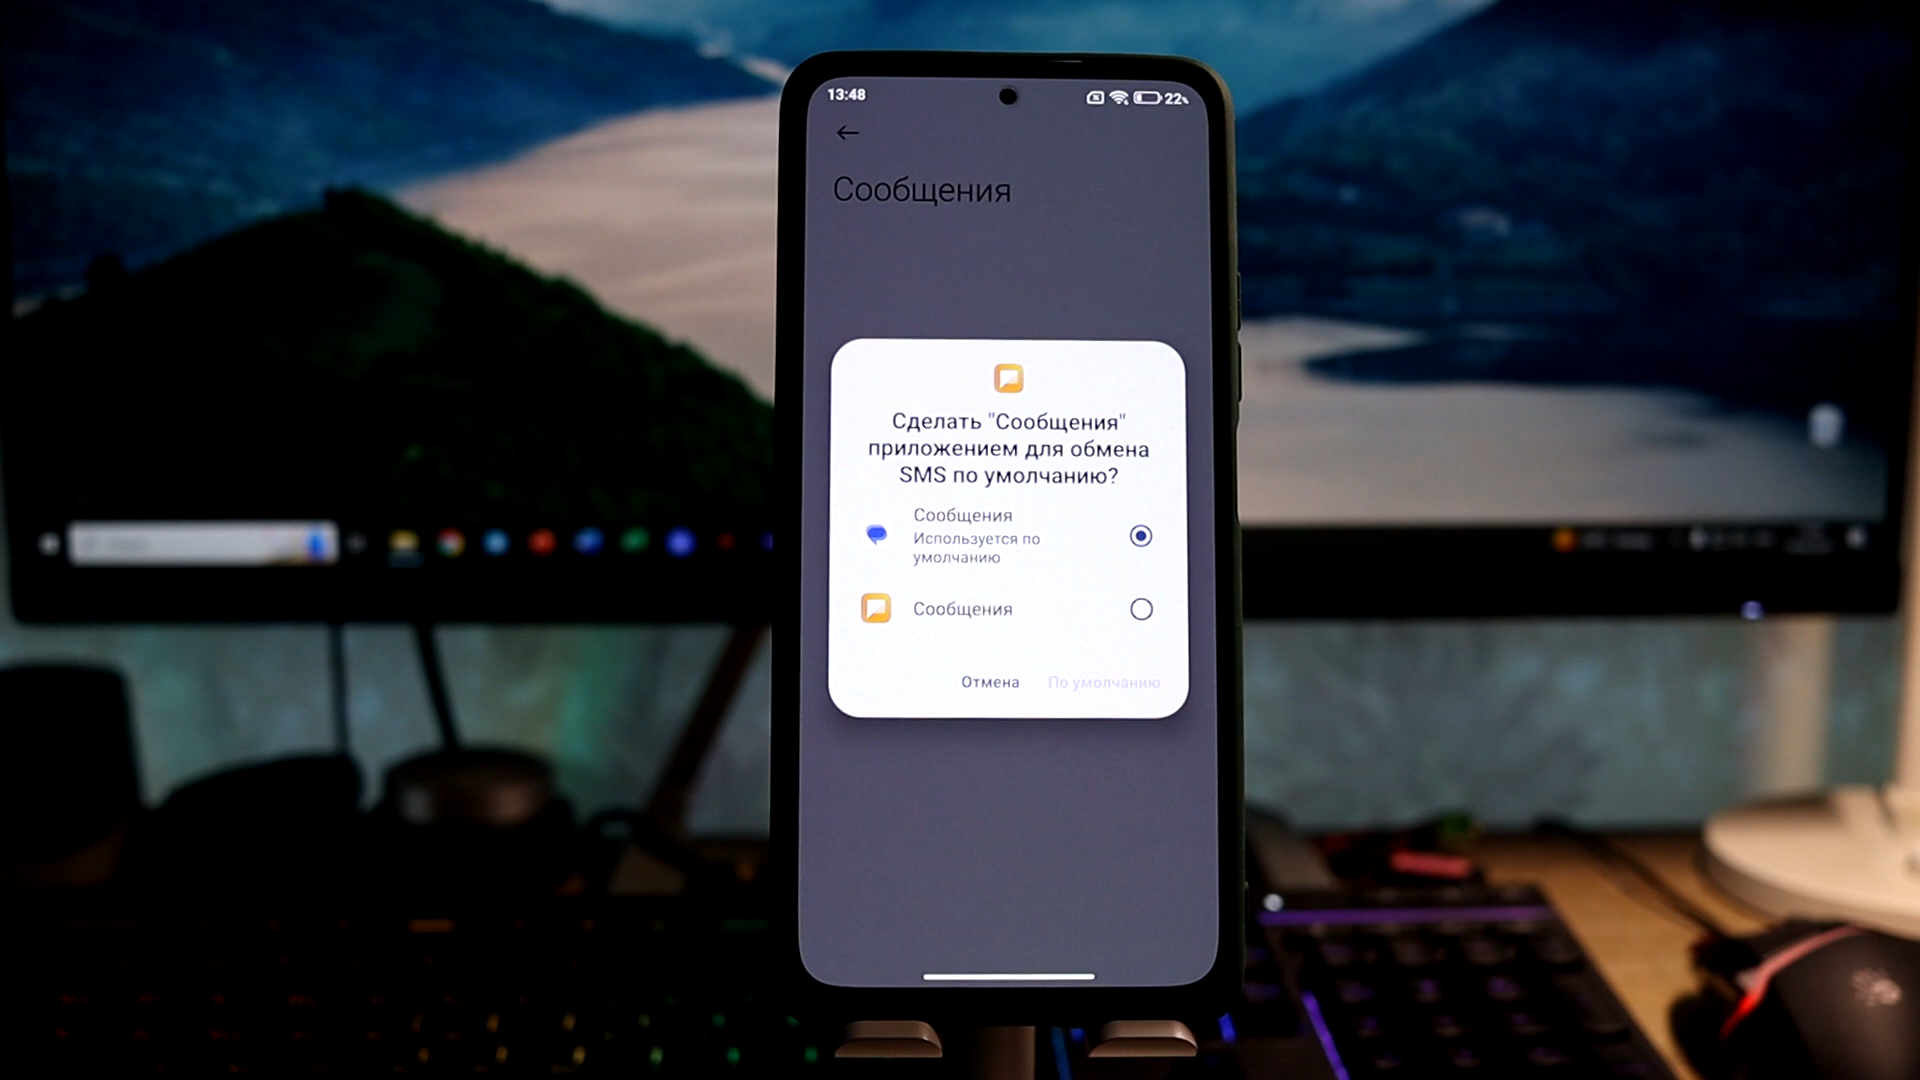 13:48
22%
Сообщения
Сделать "Сообщения"
приложением для обмена
SMS по умолчанию?
Сообщения
Используется по
умолчанию
Сообщения
Отмена По умолчанию